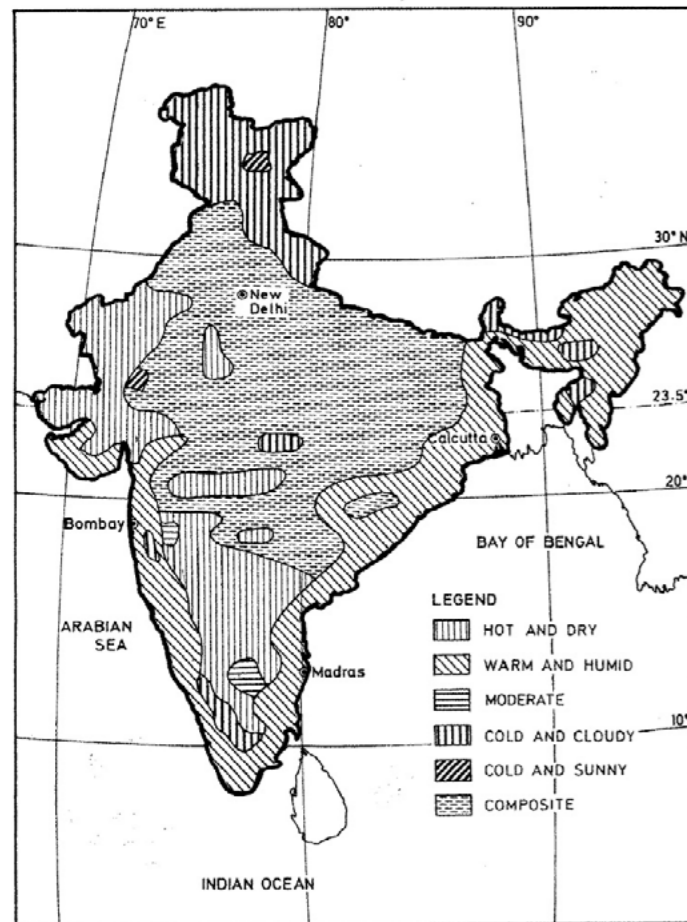 70° E
80°
90°
30° N
New
Delhi
23.5°
Calcutta
20°
Bombay
BAY OF BENGAL
ARABIAN
SEA
LEGEND
HOT AND DRY
WARM AND HUMID
Madras
MODERATE
10°
COLD AND CLOUDY
COLD AND SUNNY
COMPOSITE
INDIAN OCEAN